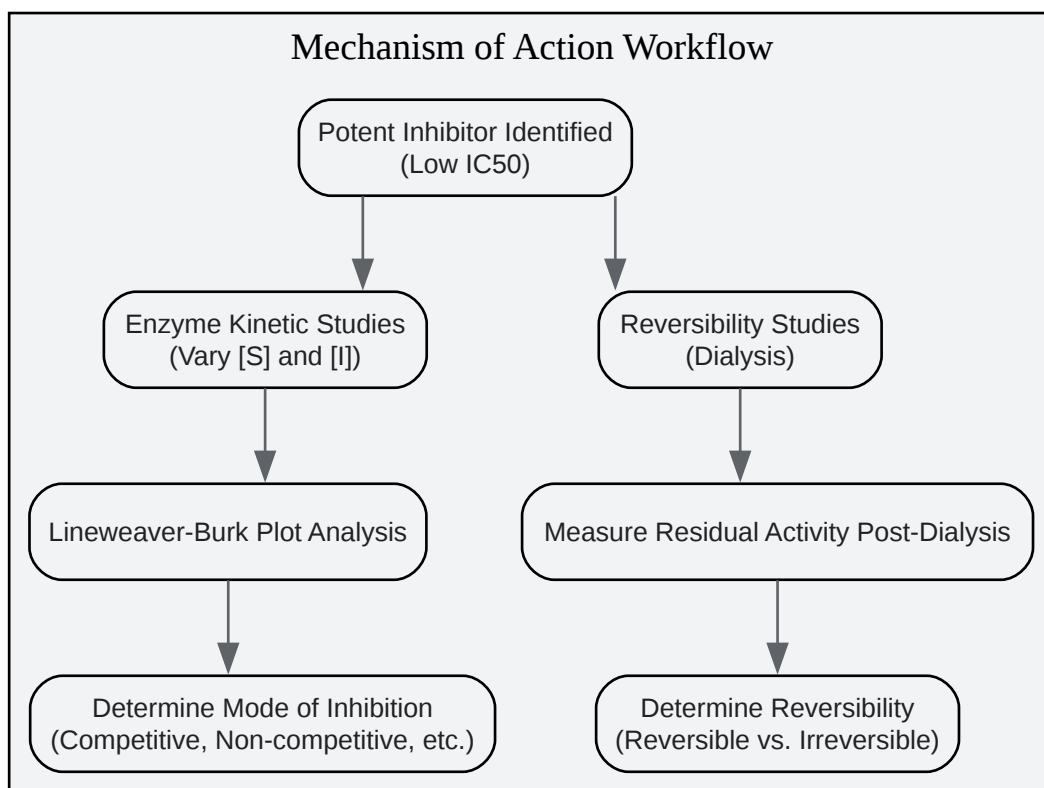 Mechanism of Action Workflow
Potent Inhibitor Identified
(Low IC50)
Enzyme Kinetic Studies
(Vary [S] and [I])
Reversibility Studies
(Dialysis)
Lineweaver-Burk Plot Analysis
Measure Residual Activity Post-Dialysis
Determine Mode of Inhibition
(Competitive, Non-competitive, etc.)
Determine Reversibility
(Reversible vs. Irreversible)